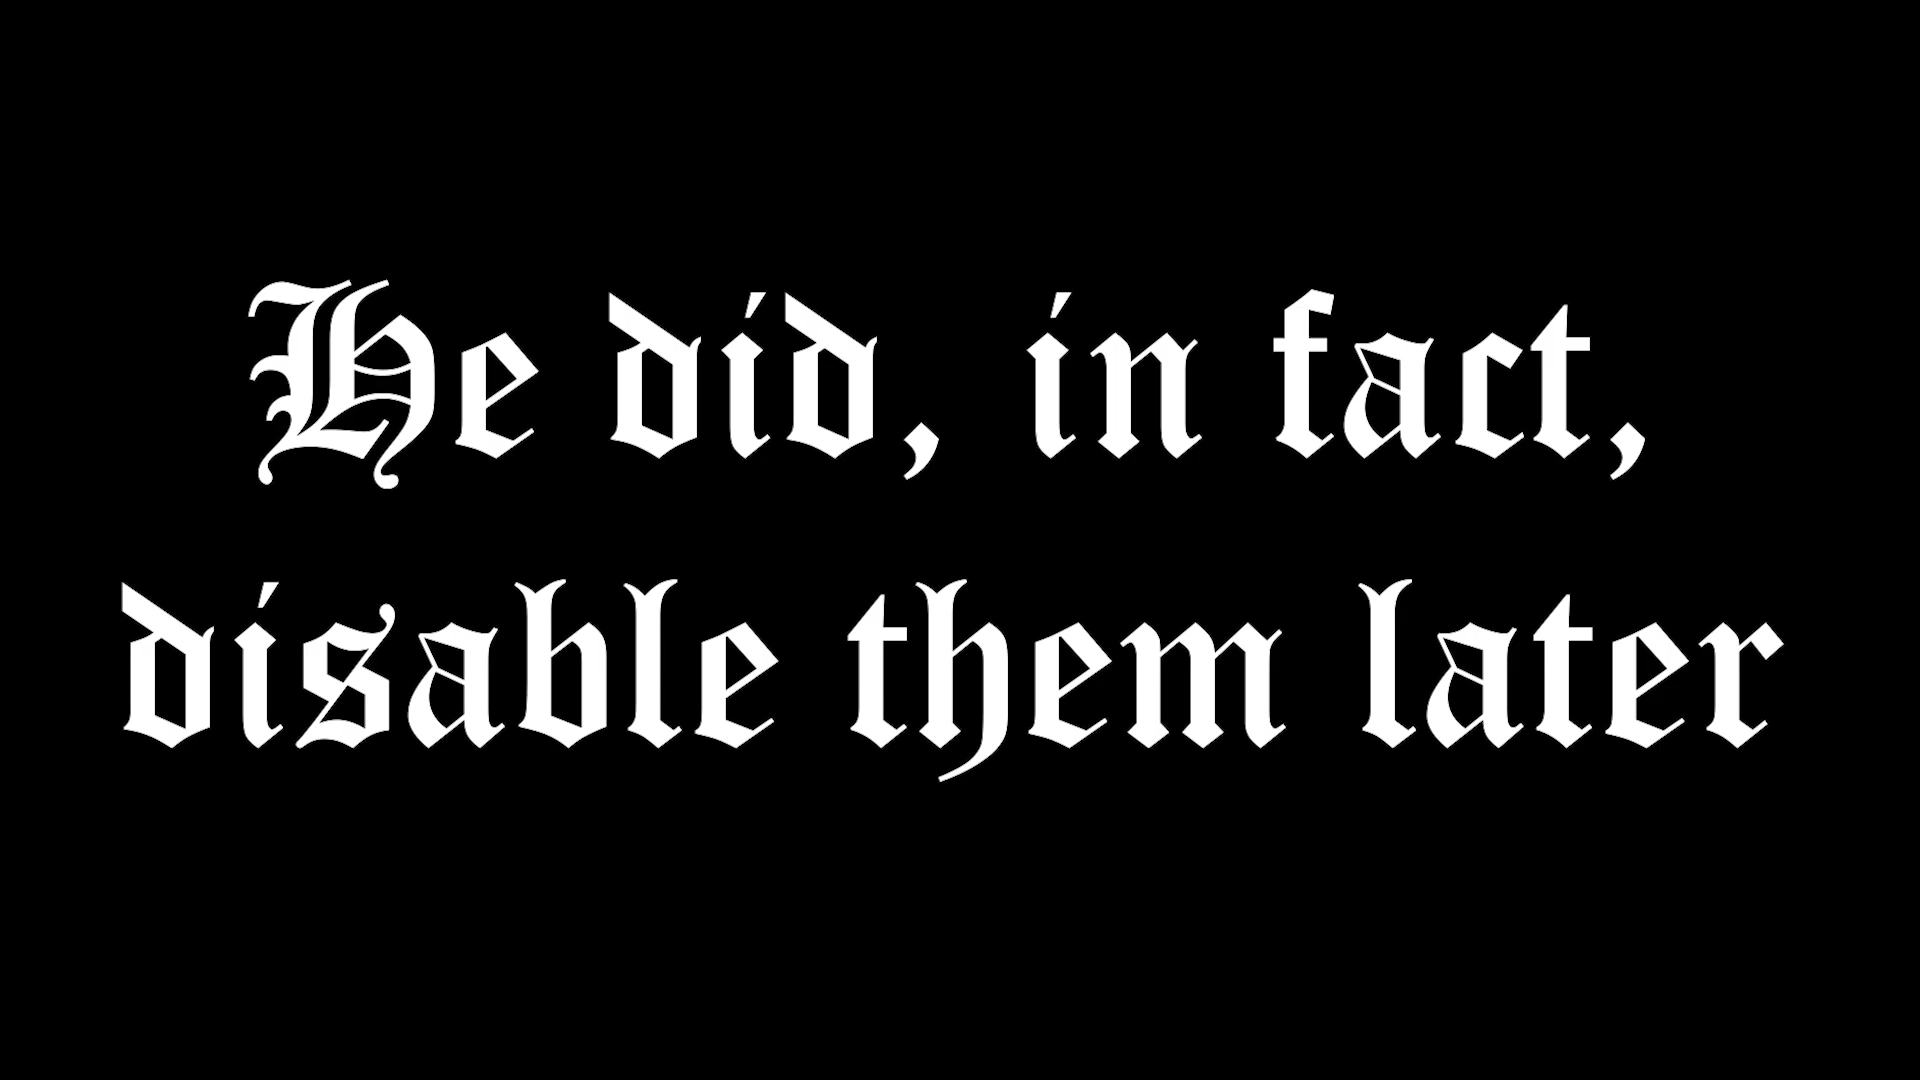 He did, in fact,
disable them later